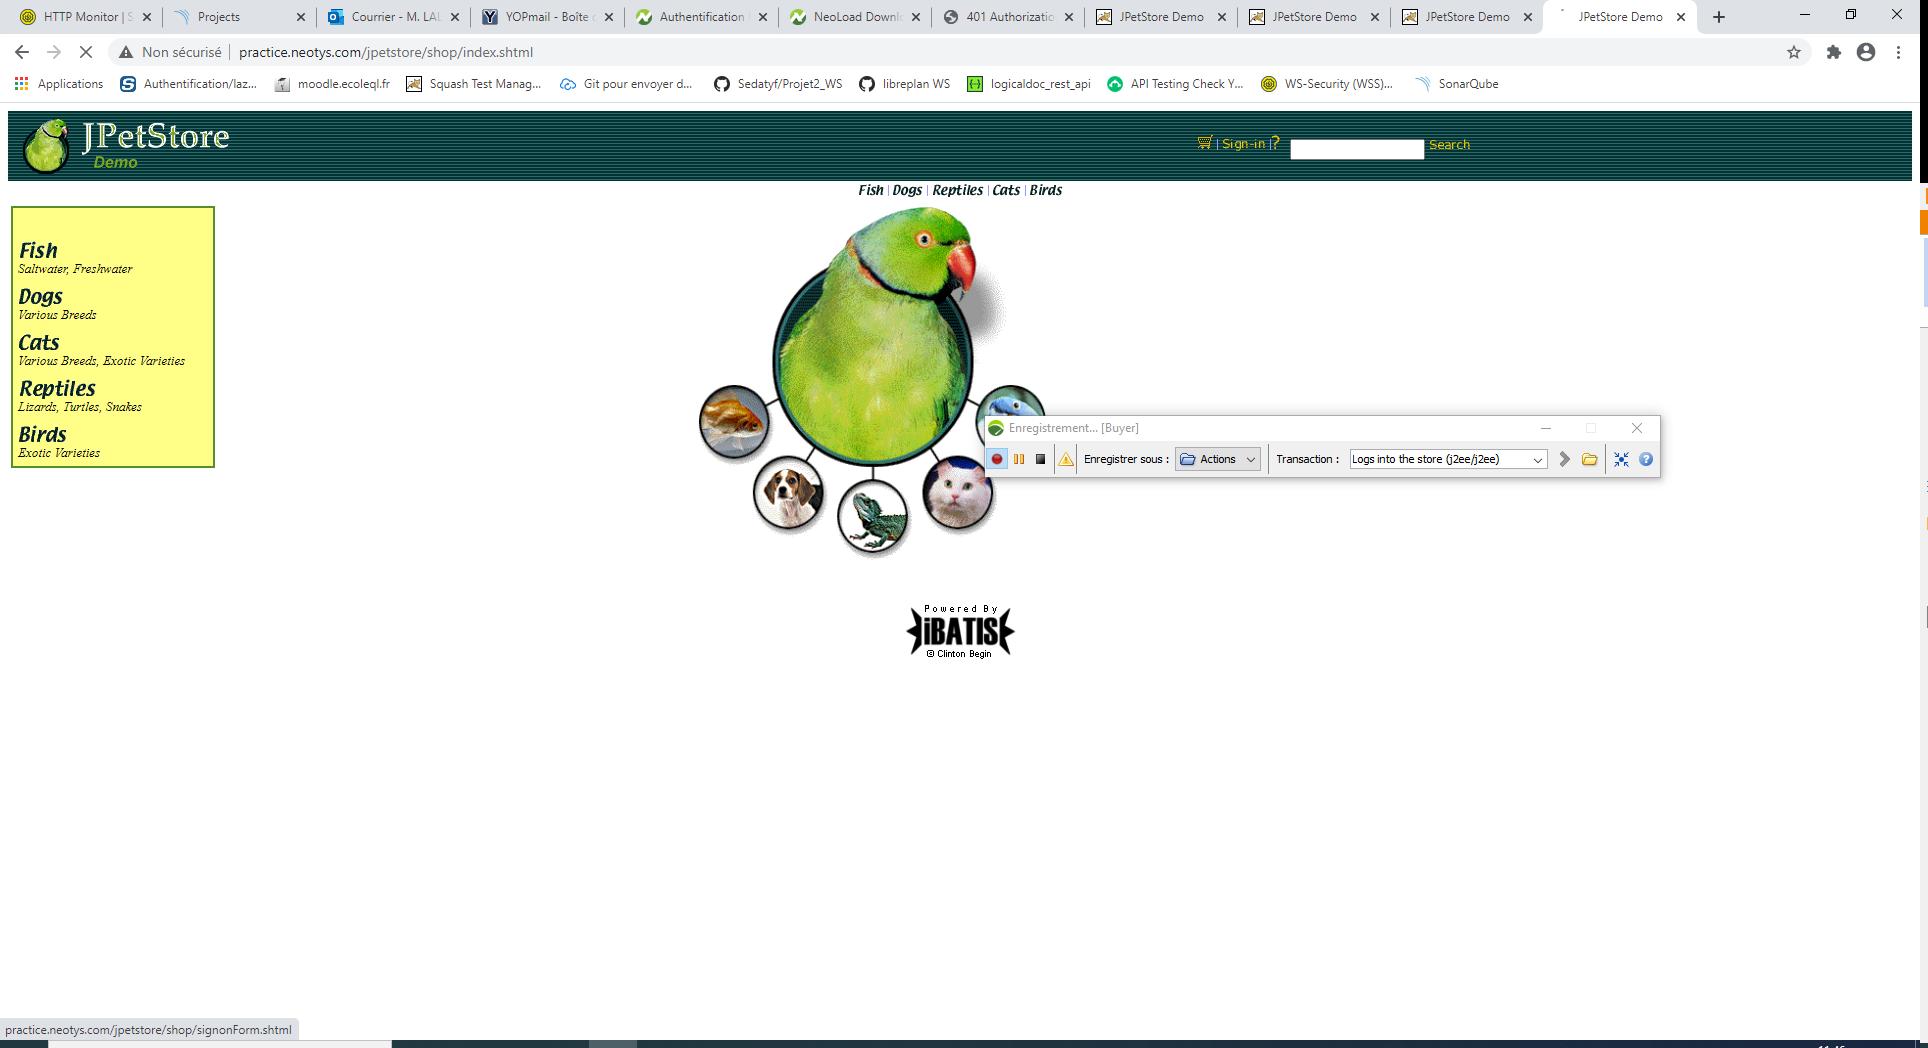 HTTP Monitor | S
Projects
Courrier - M. LAL
YOPmail - Boîte
Authentification
NeoLoad Downl
401 Authorizatio
JPetStore Demo
JPetStore Demo
JPetStore Demo
JPetStore Demo
Non sécurisé
practice.neotys.com/jpetstore/shop/index.shtml
Applications
Authentification/laz...
moodle.ecoleql.fr
Squash Test Manag...
Git pour envoyer d...
Sedatyf/Projet2_WS
libreplan WS
logicaldoc_rest_api
API Testing Check Y...
WS-Security (WSS)...
SonarQube
JPetStore
Demo
| Sign-in | ?
Search
Fish | Dogs | Reptiles | Cats | Birds
Fish
Saltwater, Freshwater
Dogs
Various Breeds
Cats
Various Breeds, Exotic Varieties
Reptiles
Lizards, Turtles, Snakes
Birds
Exotic Varieties
Enregistrement... [Buyer]
Enregistrer sous :
Actions
Transaction :
Logs into the store (j2ee/j2ee)
Powered By
iBATIS
© Clinton Begin
practice.neotys.com/jpetstore/shop/signonForm.shtml